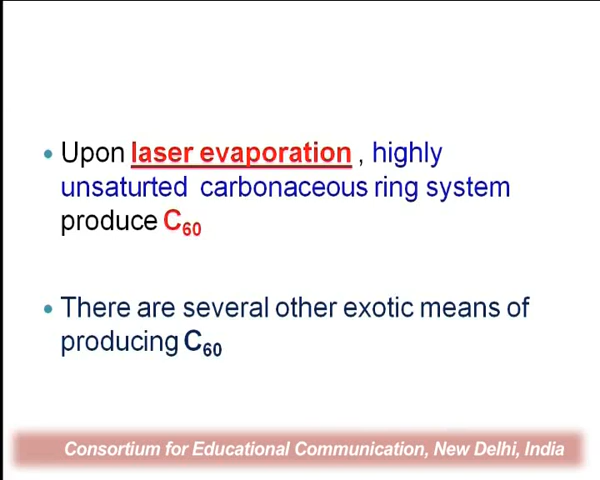 • Upon laser evaporation , highly
unsaturted carbonaceous ring system
produce C₆₀
• There are several other exotic means of
producing C₆₀
Consortium for Educational Communication, New Delhi, India